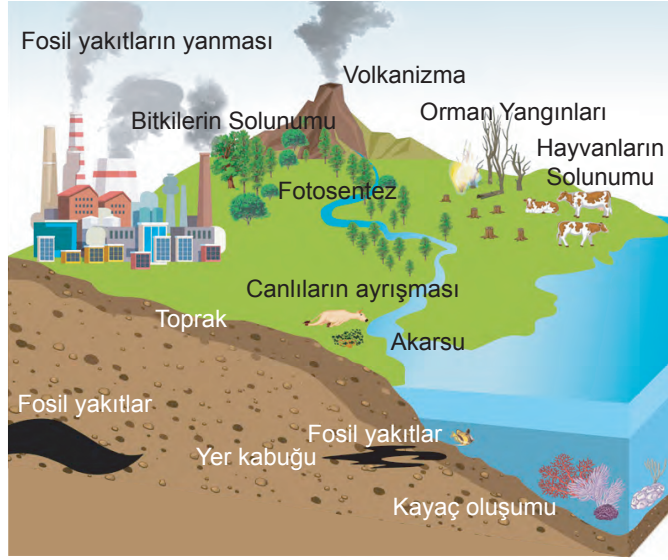 Fosil yakıtların yanması
Volkanizma
Orman Yangınları
Bitkilerin Solunumu
Hayvanların
Solunumu
Fotosentez
Canlıların ayrışması
Toprak
Akarsu
Fosil yakıtlar
Fosil yakıtlar
Yer kabuğu
Kayaç oluşumu